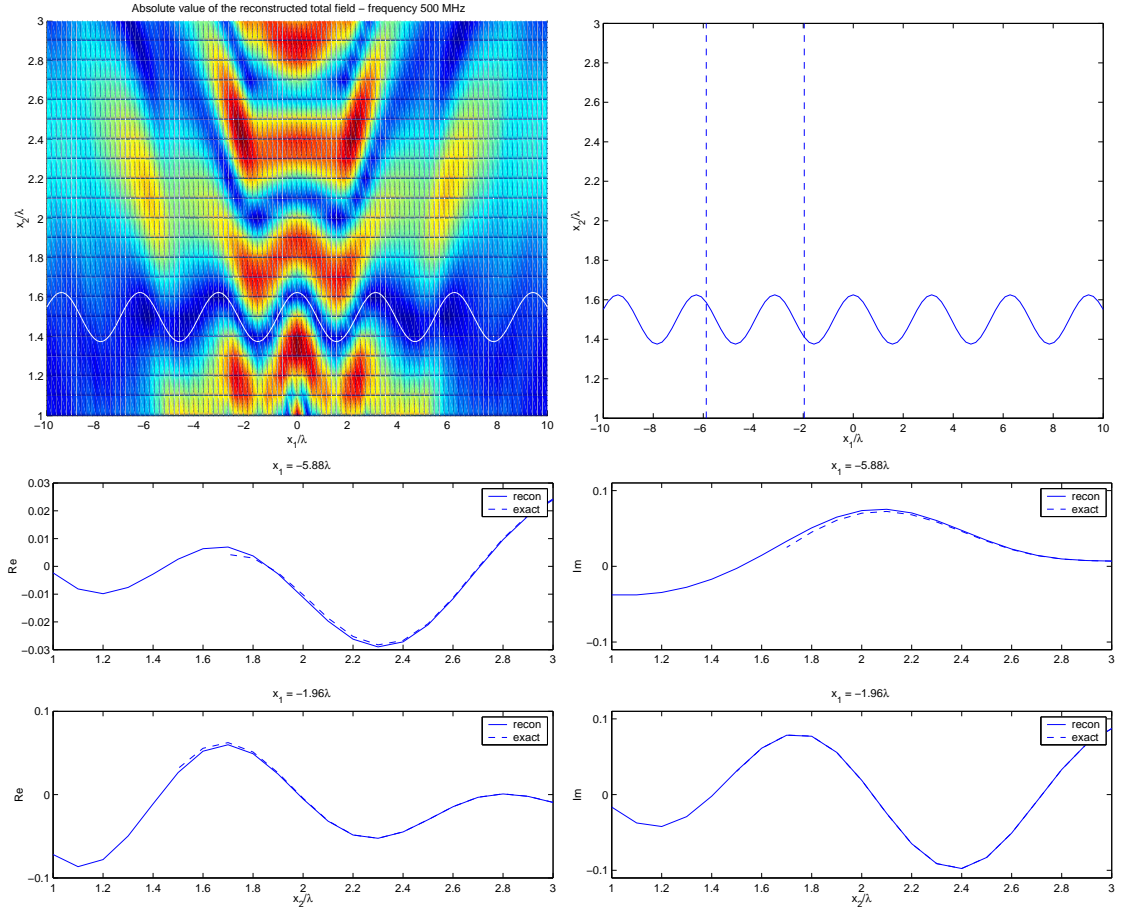 Absolute value of the reconstructed total field − frequency 500 MHz
3
2.8
2.6
2.4
2.2
2
1.8
1.6
1.4
1.2
1
x2/λ
−10 −8 −6 −4 −2 0 2 4 6 8 10
x1/λ
3
2.8
2.6
2.4
2.2
2
1.8
1.6
1.4
1.2
1
x2/λ
−10 −8 −6 −4 −2 0 2 4 6 8 10
x1/λ
x1 = −5.88λ
0.03
0.02
0.01
0
−0.01
−0.02
−0.03
Re
recon
exact
1 1.2 1.4 1.6 1.8 2 2.2 2.4 2.6 2.8 3
x1 = −5.88λ
0.1
0
−0.1
Im
recon
exact
1 1.2 1.4 1.6 1.8 2 2.2 2.4 2.6 2.8 3
x1 = −1.96λ
0.1
0
−0.1
Re
recon
exact
1 1.2 1.4 1.6 1.8 2 2.2 2.4 2.6 2.8 3
x2/λ
x1 = −1.96λ
0.1
0
−0.1
Im
recon
exact
1 1.2 1.4 1.6 1.8 2 2.2 2.4 2.6 2.8 3
x2/λ